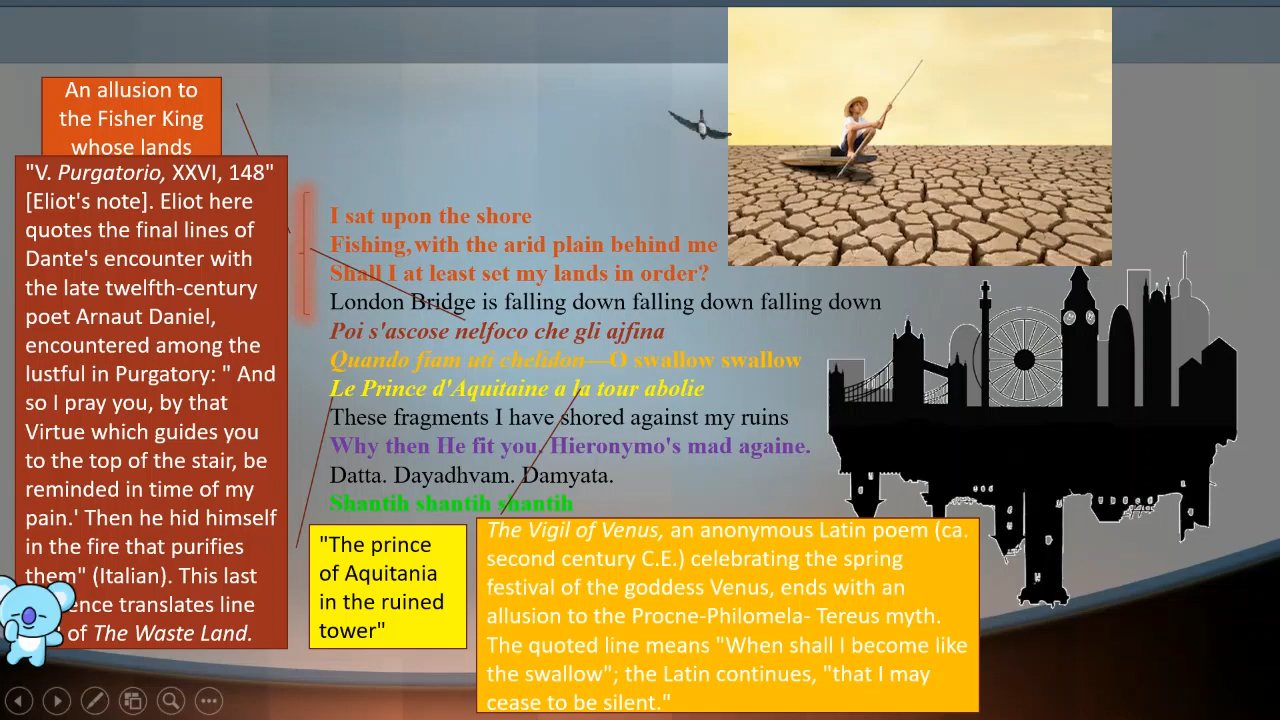 An allusion to
the Fisher King
whose lands
"V. Purgatorio, XXVI, 148"
[Eliot's note]. Eliot here
quotes the final lines of
Dante's encounter with
the late twelfth-century
poet Arnaut Daniel,
encountered among the
lustful in Purgatory: " And
so I pray you, by that
Virtue which guides you
to the top of the stair, be
reminded in time of my
pain.' Then he hid himself
in the fire that purifies
them" (Italian). This last
ence translates line
of The Waste Land.
I sat upon the shore
Fishing, with the arid plain behind me
Shall I at least set my lands in order?
London Bridge is falling down falling down falling down
Poi s'ascose nelfoco che gli ajfina
Quando fiam uti chelidon—O swallow swallow
Le Prince d'Aquitaine a la tour abolie
These fragments I have shored against my ruins
Why then He fit you. Hieronymo's mad againe.
Datta. Dayadhvam. Damyata.
Shantih shantih shantih
"The prince
of Aquitania
in the ruined
tower"
The Vigil of Venus, an anonymous Latin poem (ca.
second century C.E.) celebrating the spring
festival of the goddess Venus, ends with an
allusion to the Procne-Philomela- Tereus myth.
The quoted line means "When shall I become like
the swallow"; the Latin continues, "that I may
cease to be silent."